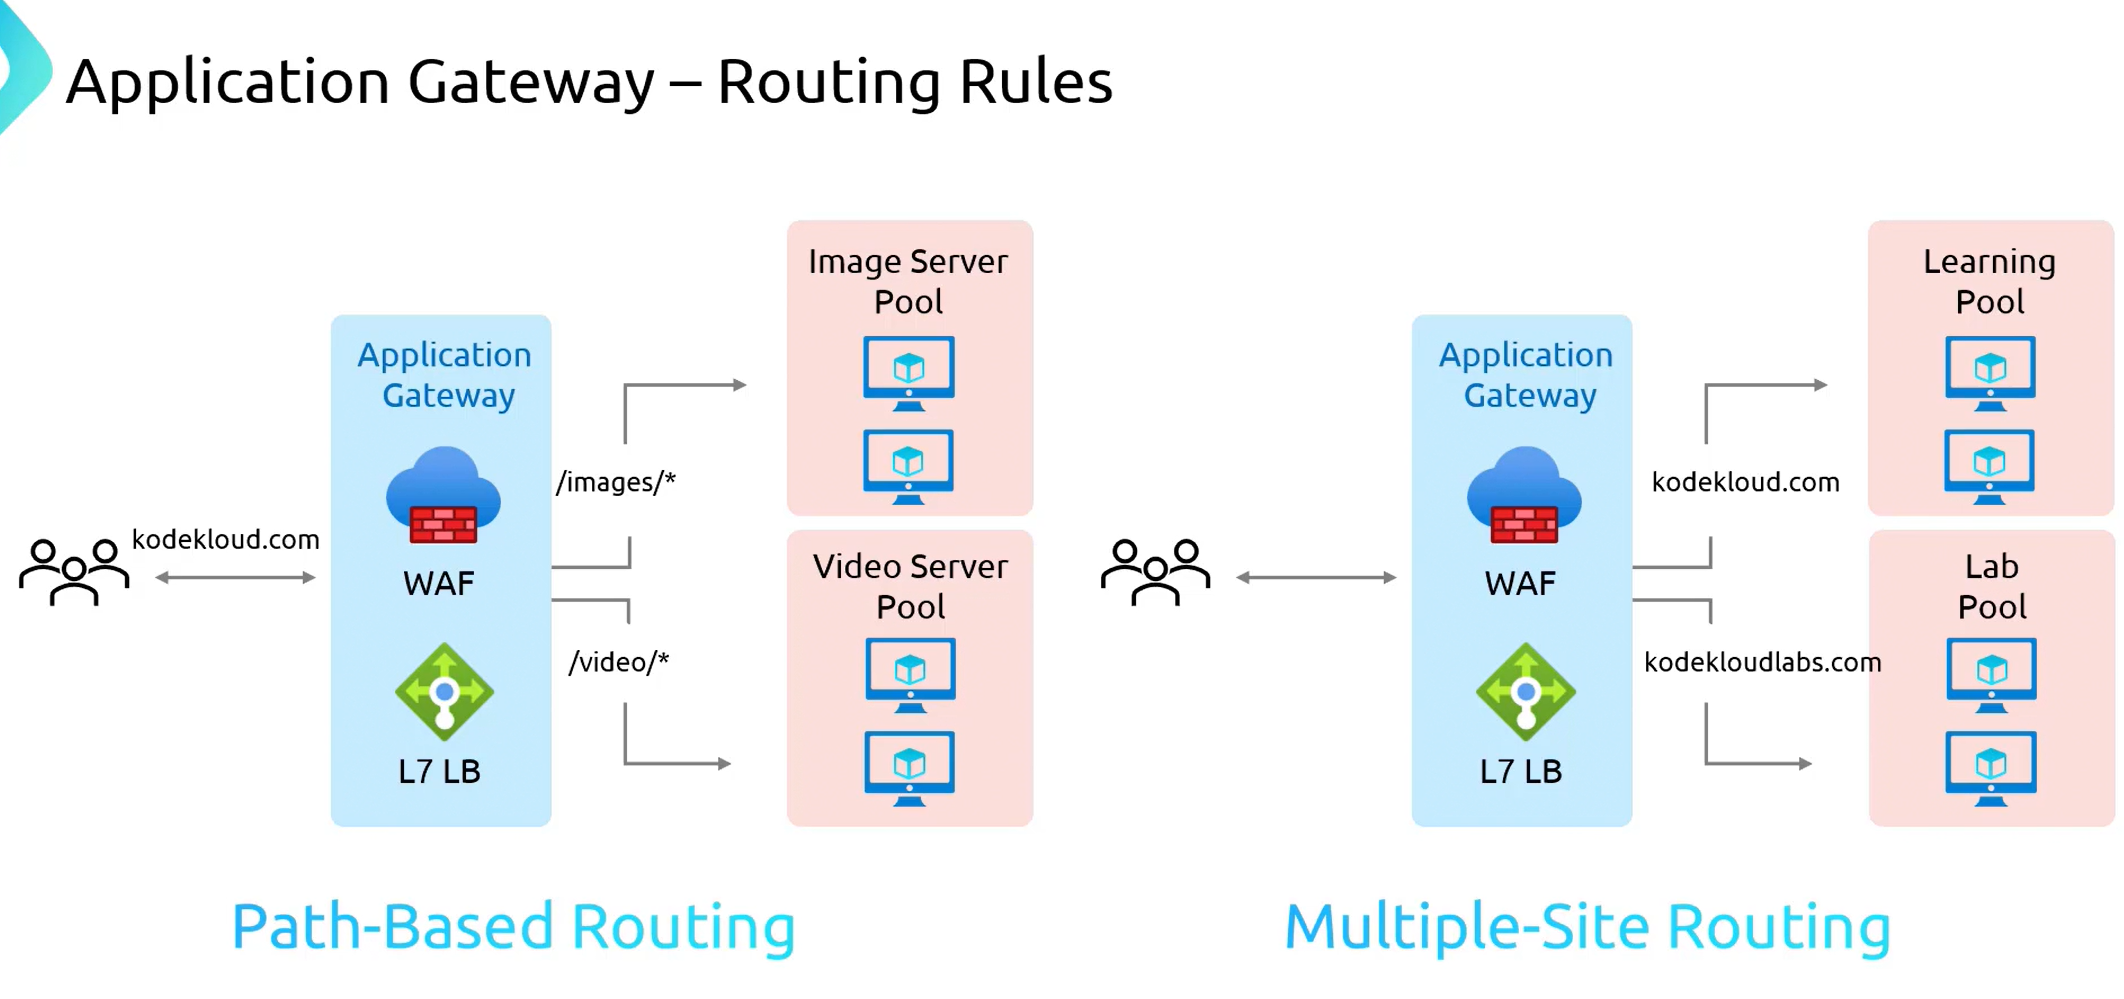 Application Gateway – Routing Rules
kodekloud.com
Application
Gateway
WAF
L7 LB
/images/*
/video/*
Image Server
Pool
Video Server
Pool
Path-Based Routing
Application
Gateway
WAF
L7 LB
kodekloud.com
kodekloudlabs.com
Learning
Pool
Lab
Pool
Multiple-Site Routing